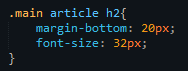 .main article h2{
    margin-bottom: 20px;
    font-size: 32px;
}